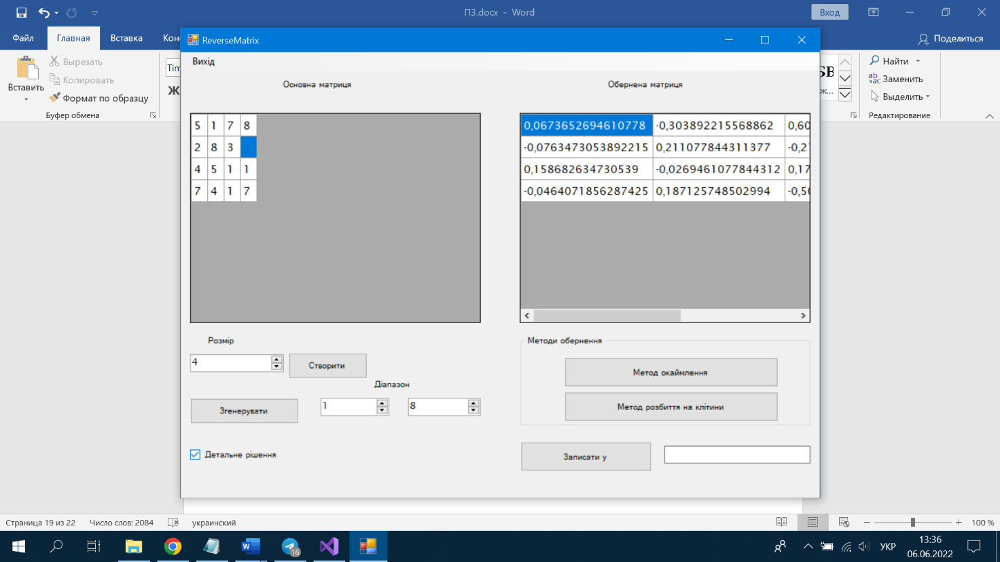 П3.docx - Word
Вход
Файл
Главная
Вставка
Поделиться
Вставить
Вырезать
Копировать
Формат по образцу
Буфер обмена
Tim
Ж
Найти
Заменить
Выделить
Редактирование
ReverseMatrix
Вихід
Основна матриця
Обернена матриця
5 1 7 8
2 8 3
4 5 1 1
7 4 1 7
0,0673652694610778 -0,303892215568862 0,60
-0,0763473053892215 0,211077844311377 -0,2
0,158682634730539 -0,0269461077844312 0,17
-0,0464071856287425 0,187125748502994 -0,50
Розмір
4
Створити
Діапазон
Згенерувати
1
8
Детальне рішення
Методи обернення
Метод окаймлення
Метод розбиття на клітини
Записати у
Страница 19 из 22
Число слов: 2084
украинский
100 %
16
УКР
13:36
06.06.2022